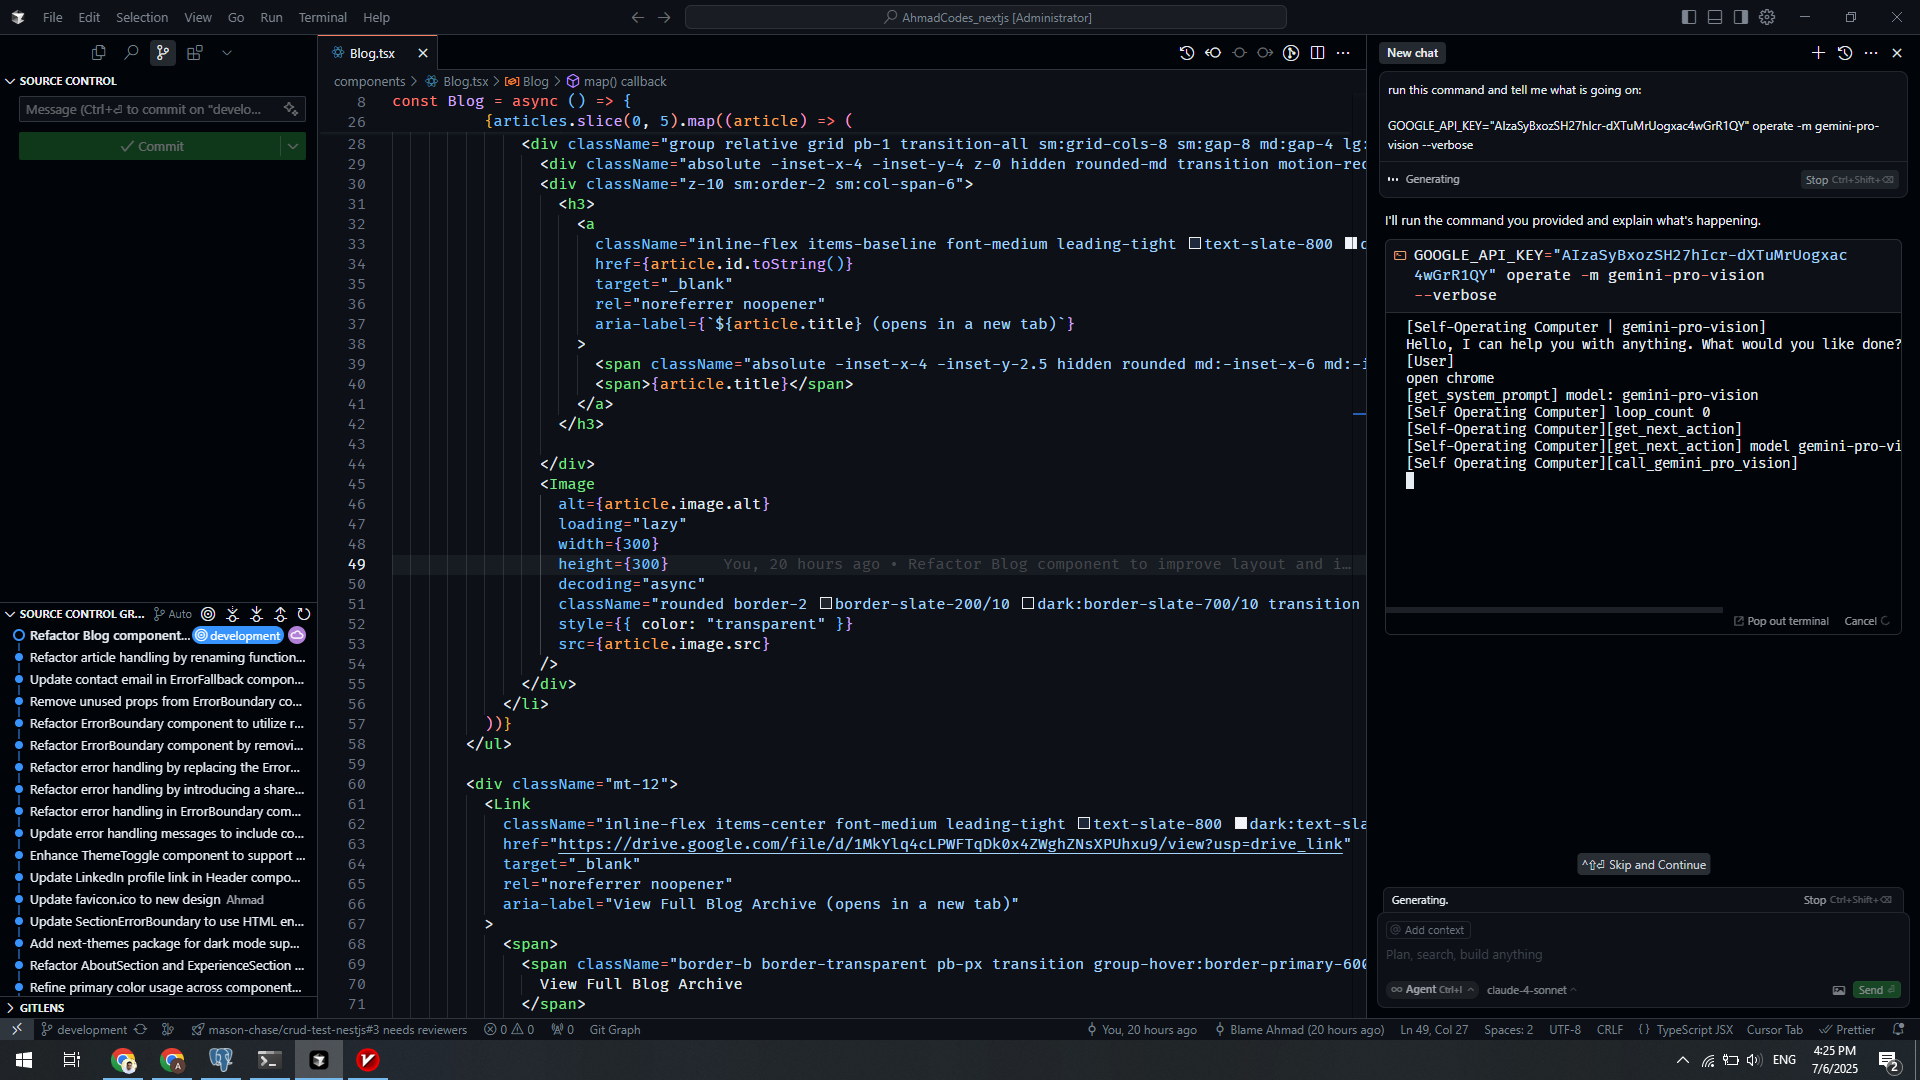 File Edit Selection View Go Run Terminal Help
AhmadCodes_nextjs [Administrator]
SOURCE CONTROL
Message (Ctrl+⏎ to commit on "develo...
Commit
SOURCE CONTROL GR... Auto
Refactor Blog component... development
Refactor article handling by renaming function...
Update contact email in ErrorFallback compon...
Remove unused props from ErrorBoundary co...
Refactor ErrorBoundary component to utilize r...
Refactor ErrorBoundary component by removi...
Refactor error handling by replacing the Error...
Refactor error handling by introducing a share...
Refactor error handling in ErrorBoundary com...
Update error handling messages to include co...
Enhance ThemeToggle component to support ...
Update LinkedIn profile link in Header compo...
Update favicon.ico to new design Ahmad
Update SectionErrorBoundary to use HTML en...
Add next-themes package for dark mode sup...
Refactor AboutSection and ExperienceSection ...
Refine primary color usage across component...
GITLENS
Blog.tsx
components > Blog.tsx > Blog > map() callback
8 const Blog = async () => {
26 {articles.slice(0, 5).map((article) => (
28 <div className="group relative grid pb-1 transition-all sm:grid-cols-8 sm:gap-8 md:gap-4 lg:
29 <div className="absolute -inset-x-4 -inset-y-4 z-0 hidden rounded-md transition motion-rec
30 <div className="z-10 sm:order-2 sm:col-span-6">
31 <h3>
32 <a
33 className="inline-flex items-baseline font-medium leading-tight text-slate-800 d
34 href={article.id.toString()}
35 target="_blank"
36 rel="noreferrer noopener"
37 aria-label={`${article.title} (opens in a new tab)`}
38 >
39 <span className="absolute -inset-x-4 -inset-y-2.5 hidden rounded md:-inset-x-6 md:-i
40 <span>{article.title}</span>
41 </a>
42 </h3>
43
44 </div>
45 <Image
46 alt={article.image.alt}
47 loading="lazy"
48 width={300}
49 height={300} You, 20 hours ago • Refactor Blog component to improve layout and i...
50 decoding="async"
51 className="rounded border-2 border-slate-200/10 dark:border-slate-700/10 transition
52 style={{ color: "transparent" }}
53 src={article.image.src}
54 />
55 </div>
56 </li>
57 ))}
58 </ul>
59
60 <div className="mt-12">
61 <Link
62 className="inline-flex items-center font-medium leading-tight text-slate-800 dark:text-sla
63 href="https://drive.google.com/file/d/1MkYlq4cLPWFTqDk0x4ZWghZNsXPUhxu9/view?usp=drive_link"
64 target="_blank"
65 rel="noreferrer noopener"
66 aria-label="View Full Blog Archive (opens in a new tab)"
67 >
68 <span>
69 <span className="border-b border-transparent pb-px transition group-hover:border-primary-600
70 View Full Blog Archive
71 </span>
New chat
run this command and tell me what is going on:
GOOGLE_API_KEY="AIzaSyBxozSH27hIcr-dXTuMrUogxac4wGrR1QY" operate -m gemini-pro-
vision --verbose
Generating Stop Ctrl+Shift+⌫
I'll run the command you provided and explain what's happening.
GOOGLE_API_KEY="AIzaSyBxozSH27hIcr-dXTuMrUogxac
4wGrR1QY" operate -m gemini-pro-vision
--verbose
[Self-Operating Computer | gemini-pro-vision]
Hello, I can help you with anything. What would you like done?
[User]
open chrome
[get_system_prompt] model: gemini-pro-vision
[Self Operating Computer] loop_count 0
[Self-Operating Computer][get_next_action]
[Self-Operating Computer][get_next_action] model gemini-pro-vi
[Self Operating Computer][call_gemini_pro_vision]
Pop out terminal Cancel
^⇧⏎ Skip and Continue
Generating. Stop Ctrl+Shift+⌫
@ Add context
Plan, search, build anything
∞ Agent Ctrl+I claude-4-sonnet Send ⏎
development mason-chase/crud-test-nestjs#3 needs reviewers 0 0 0 Git Graph You, 20 hours ago Blame Ahmad (20 hours ago) Ln 49, Col 27 Spaces: 2 UTF-8 CRLF {} TypeScript JSX Cursor Tab Prettier
A
ENG
4:25 PM
7/6/2025
2